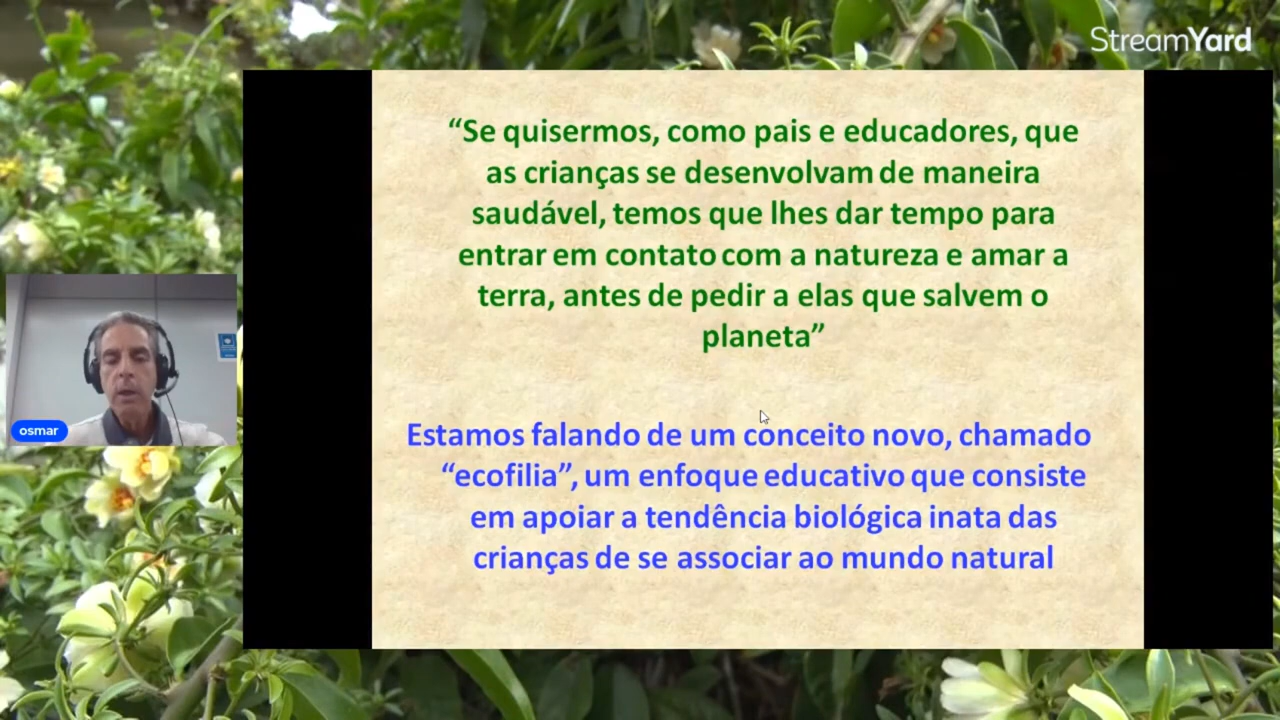 StreamYard
“Se quisermos, como pais e educadores, que
as crianças se desenvolvam de maneira
saudável, temos que lhes dar tempo para
entrar em contato com a natureza e amar a
terra, antes de pedir a elas que salvem o
planeta”
Estamos falando de um conceito novo, chamado
“ecofilia”, um enfoque educativo que consiste
em apoiar a tendência biológica inata das
crianças de se associar ao mundo natural
osmar